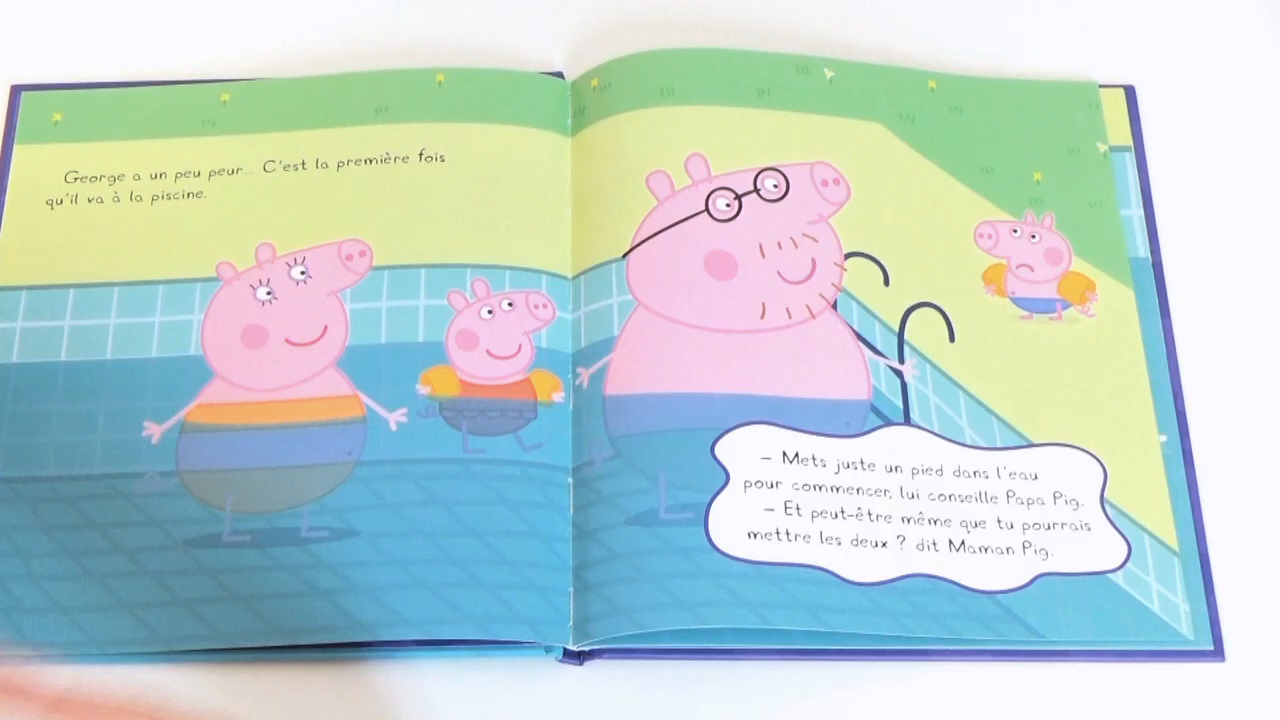 George a un peu peur... C'est la première fois
qu'il va à la piscine.
– Mets juste un pied dans l'eau
pour commencer, lui conseille Papa Pig.
– Et peut-être même que tu pourrais
mettre les deux ? dit Maman Pig.